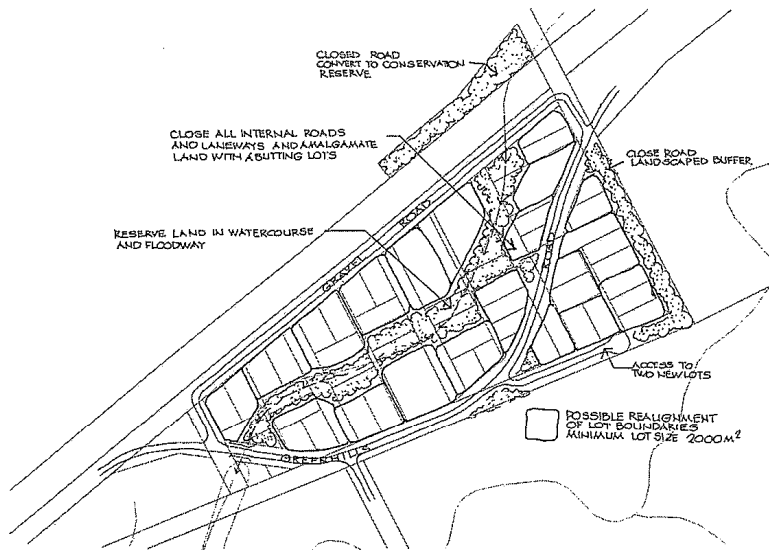 CLOSED ROAD
CONVERT TO CONSERVATION
RESERVE
CLOSE ALL INTERNAL ROADS
AND LANEWAYS AND AMALGAMATE
LAND WITH ABUTTING LOTS
CLOSE ROAD
LANDSCAPED BUFFER
RESERVE LAND IN WATERCOURSE
AND FLOODWAY
GRAVEL ROAD
ACCESS TO
TWO NEW LOTS
POSSIBLE REALIGNMENT
OF LOT BOUNDARIES
MINIMUM LOT SIZE 2000M²
GREENHILLS